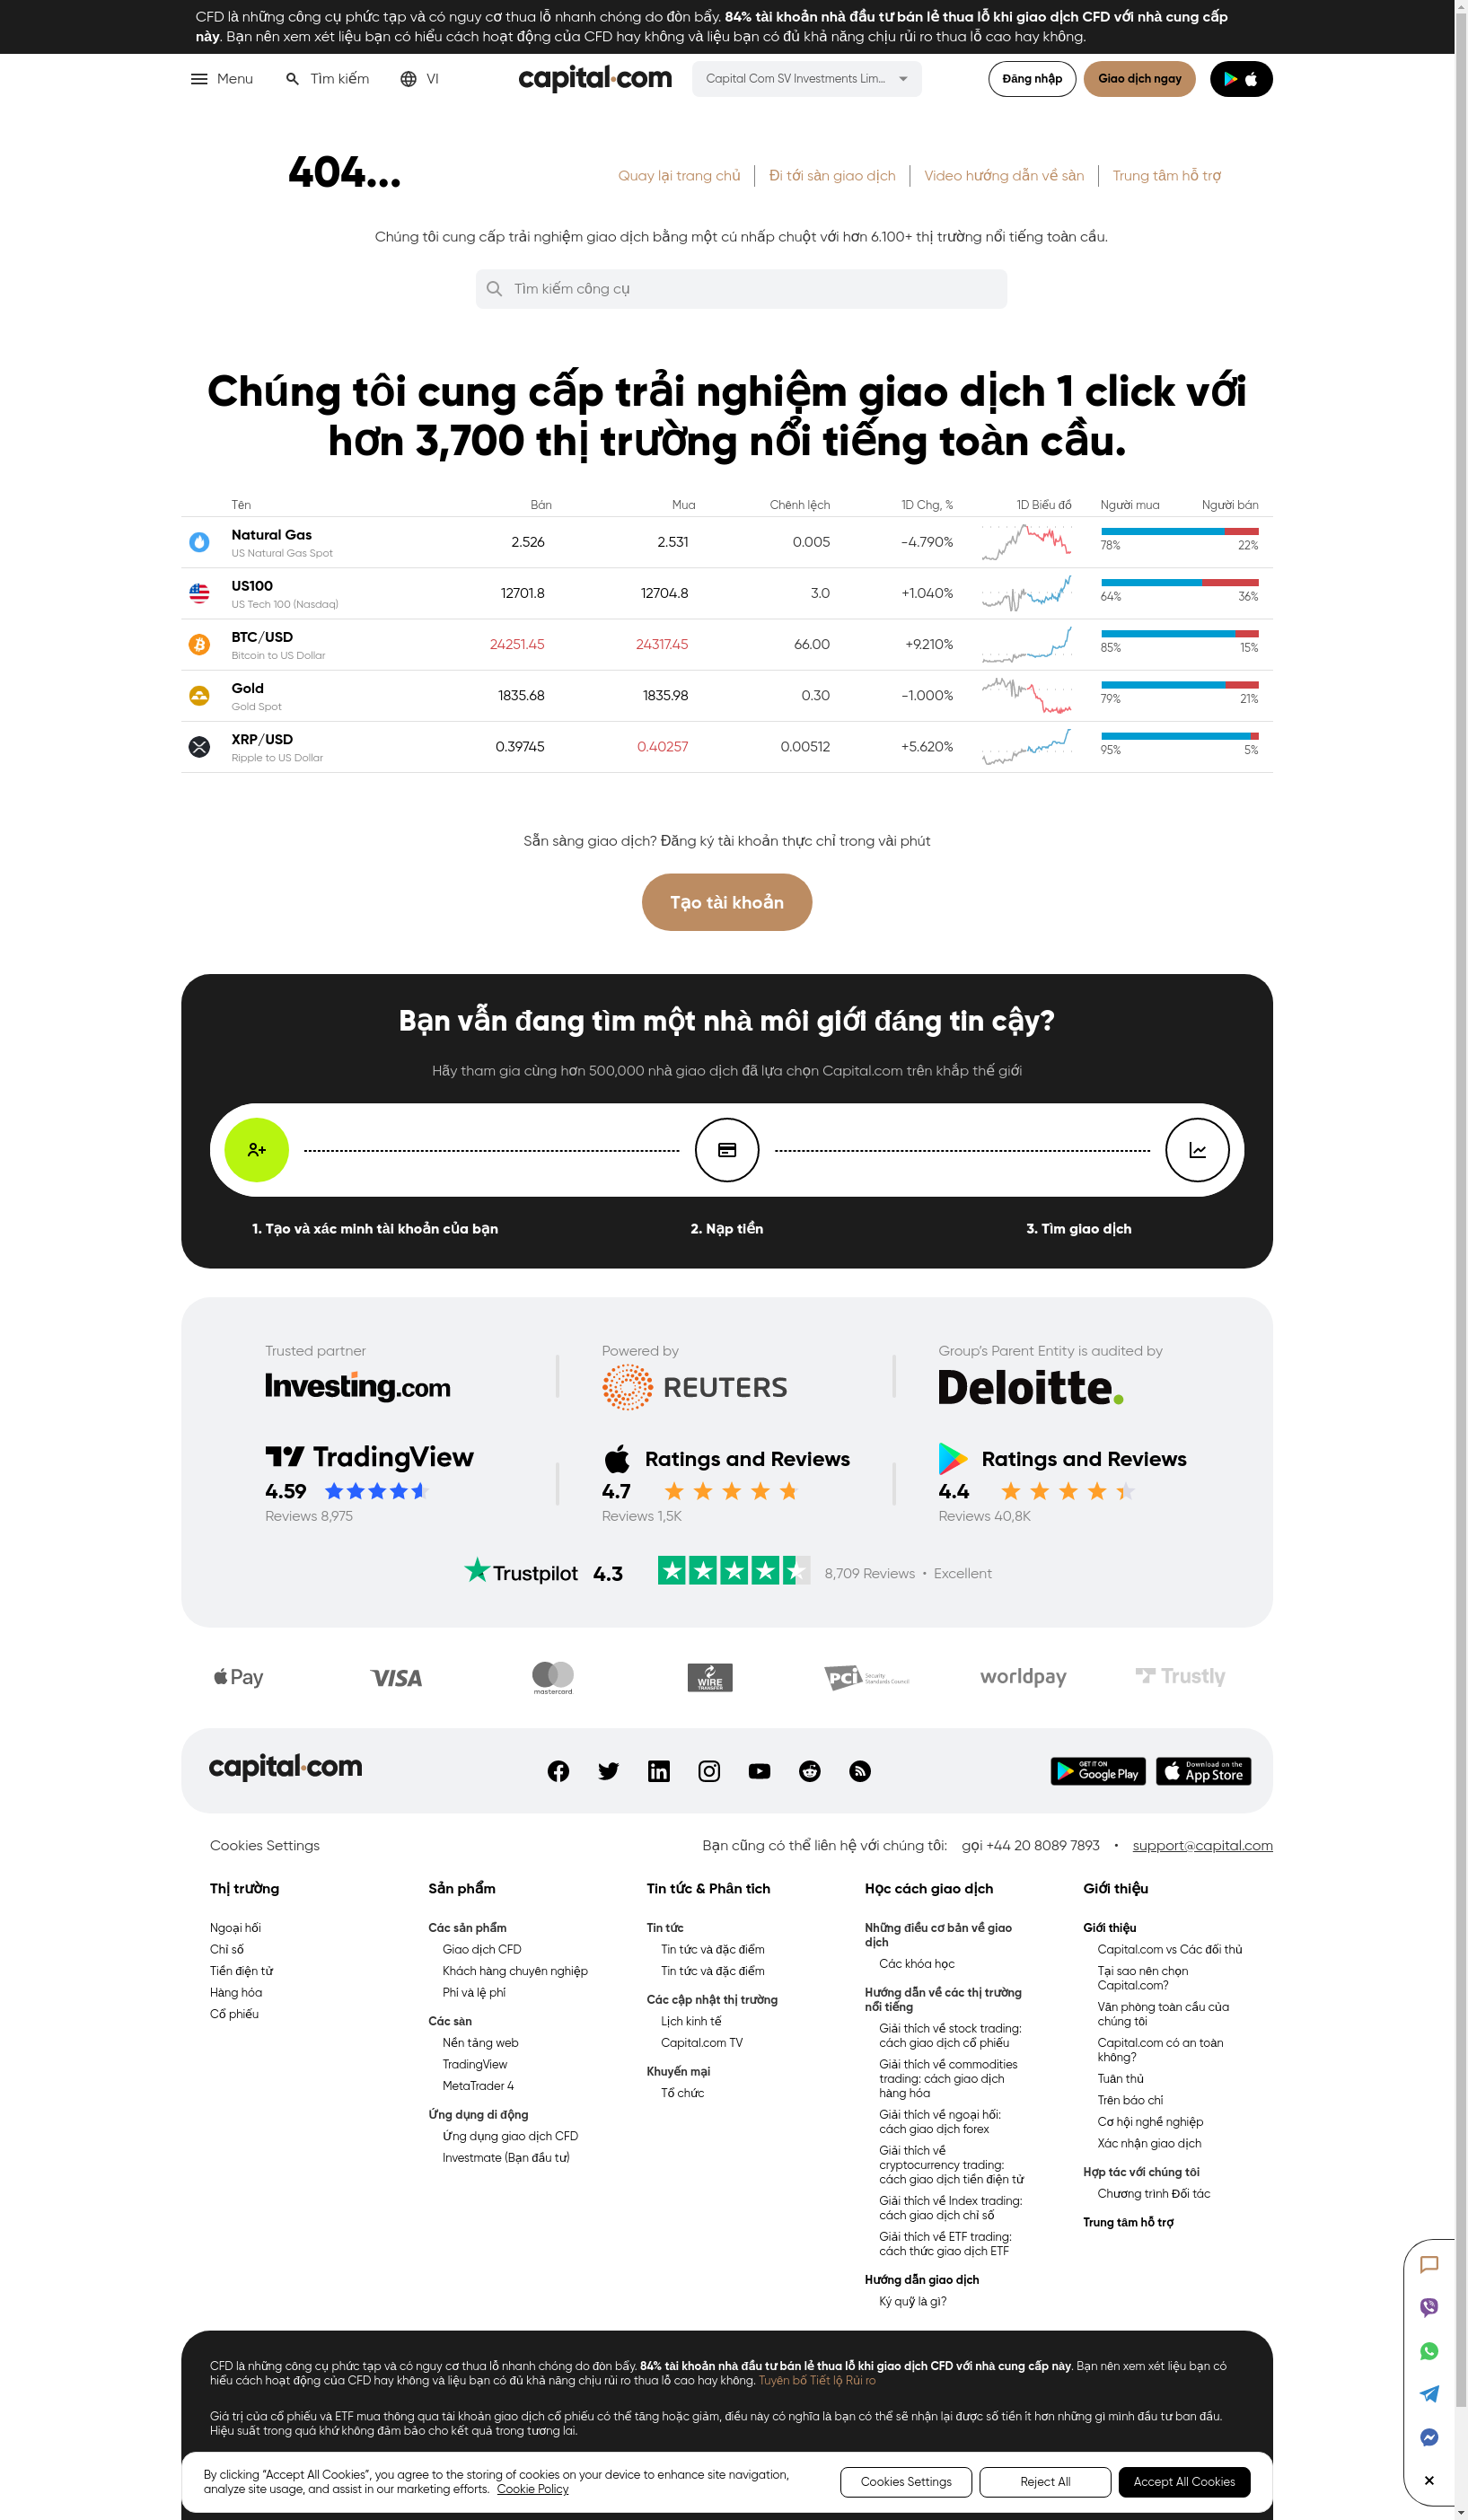 CFD là những công cụ phức tạp và có nguy cơ thua lỗ nhanh chóng do đòn bẩy. 84% tài khoản nhà đầu tư bán lẻ thua lỗ khi giao dịch CFD với nhà cung cấp
này. Bạn nên xem xét liệu bạn có hiểu cách hoạt động của CFD hay không và liệu bạn có đủ khả năng chịu rủi ro thua lỗ cao hay không.
Menu
Tìm kiếm
VI
capital.com
Capital Com SV Investments Lim...
Đăng nhập
Giao dịch ngay
404...
Quay lại trang chủ
Đi tới sàn giao dịch
Video hướng dẫn về sàn
Trung tâm hỗ trợ
Chúng tôi cung cấp trải nghiệm giao dịch bằng một cú nhấp chuột với hơn 6.100+ thị trường nổi tiếng toàn cầu.
Tìm kiếm công cụ
Chúng tôi cung cấp trải nghiệm giao dịch 1 click với
hơn 3,700 thị trường nổi tiếng toàn cầu.
Tên Bán Mua Chênh lệch 1D Chg, % 1D Biểu đồ Người mua Người bán
Natural Gas 2.526 2.531 0.005 -4.790% 78% 22%
US Natural Gas Spot
US100 12701.8 12704.8 3.0 +1.040% 64% 36%
US Tech 100 (Nasdaq)
BTC/USD 24251.45 24317.45 66.00 +9.210% 85% 15%
Bitcoin to US Dollar
Gold 1835.68 1835.98 0.30 -1.000% 79% 21%
Gold Spot
XRP/USD 0.39745 0.40257 0.00512 +5.620% 95% 5%
Ripple to US Dollar
Sẵn sàng giao dịch? Đăng ký tài khoản thực chỉ trong vài phút
Tạo tài khoản
Bạn vẫn đang tìm một nhà môi giới đáng tin cậy?
Hãy tham gia cùng hơn 500,000 nhà giao dịch đã lựa chọn Capital.com trên khắp thế giới
1. Tạo và xác minh tài khoản của bạn
2. Nạp tiền
3. Tìm giao dịch
Trusted partner
Investing.com
Powered by
REUTERS
Group's Parent Entity is audited by
Deloitte.
TradingView
4.59
Reviews 8,975
Ratings and Reviews
4.7
Reviews 1,5K
Ratings and Reviews
4.4
Reviews 40,8K
Trustpilot 4.3 8,709 Reviews • Excellent
Pay
VISA
mastercard
WIRE
TRANSFER
PCI Security
Standards Council
worldpay
Trustly
capital.com
GET IT ON
Google Play
Download on the
App Store
Cookies Settings
Bạn cũng có thể liên hệ với chúng tôi: gọi +44 20 8089 7893 • support@capital.com
Thị trường
Ngoại hối
Chỉ số
Tiền điện tử
Hàng hóa
Cổ phiếu
Sản phẩm
Các sản phẩm
Giao dịch CFD
Khách hàng chuyên nghiệp
Phí và lệ phí
Các sàn
Nền tảng web
TradingView
MetaTrader 4
Ứng dụng di động
Ứng dụng giao dịch CFD
Investmate (Bạn đầu tư)
Tin tức & Phân tích
Tin tức
Tin tức và đặc điểm
Tin tức và đặc điểm
Các cập nhật thị trường
Lịch kinh tế
Capital.com TV
Khuyến mại
Tổ chức
Học cách giao dịch
Những điều cơ bản về giao
dịch
Các khóa học
Hướng dẫn về các thị trường
nổi tiếng
Giải thích về stock trading:
cách giao dịch cổ phiếu
Giải thích về commodities
trading: cách giao dịch
hàng hóa
Giải thích về ngoại hối:
cách giao dịch forex
Giải thích về
cryptocurrency trading:
cách giao dịch tiền điện tử
Giải thích về Index trading:
cách giao dịch chỉ số
Giải thích về ETF trading:
cách thức giao dịch ETF
Hướng dẫn giao dịch
Ký quỹ là gì?
Giới thiệu
Giới thiệu
Capital.com vs Các đối thủ
Tại sao nên chọn
Capital.com?
Văn phòng toàn cầu của
chúng tôi
Capital.com có an toàn
không?
Tuân thủ
Trên báo chí
Cơ hội nghề nghiệp
Xác nhận giao dịch
Hợp tác với chúng tôi
Chương trình Đối tác
Trung tâm hỗ trợ
CFD là những công cụ phức tạp và có nguy cơ thua lỗ nhanh chóng do đòn bẩy. 84% tài khoản nhà đầu tư bán lẻ thua lỗ khi giao dịch CFD với nhà cung cấp này. Bạn nên xem xét liệu bạn có
hiểu cách hoạt động của CFD hay không và liệu bạn có đủ khả năng chịu rủi ro thua lỗ cao hay không. Tuyên bố Tiết lộ Rủi ro
Giá trị của cổ phiếu và ETF mua thông qua tài khoản giao dịch cổ phiếu có thể tăng hoặc giảm, điều này có nghĩa là bạn có thể sẽ nhận lại được số tiền ít hơn những gì mình đầu tư ban đầu.
Hiệu suất trong quá khứ không đảm bảo cho kết quả trong tương lai.
By clicking “Accept All Cookies”, you agree to the storing of cookies on your device to enhance site navigation,
analyze site usage, and assist in our marketing efforts. Cookie Policy
Cookies Settings
Reject All
Accept All Cookies